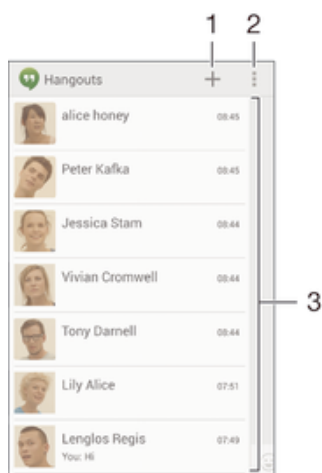 1 2
Hangouts
alice honey 08:45
Peter Kafka 08:45
Jessica Stam 08:44
3
Vivian Cromwell 08:44
Tony Darnell 08:44
Lily Alice 07:51
Lenglos Regis 07:49
You: Hi